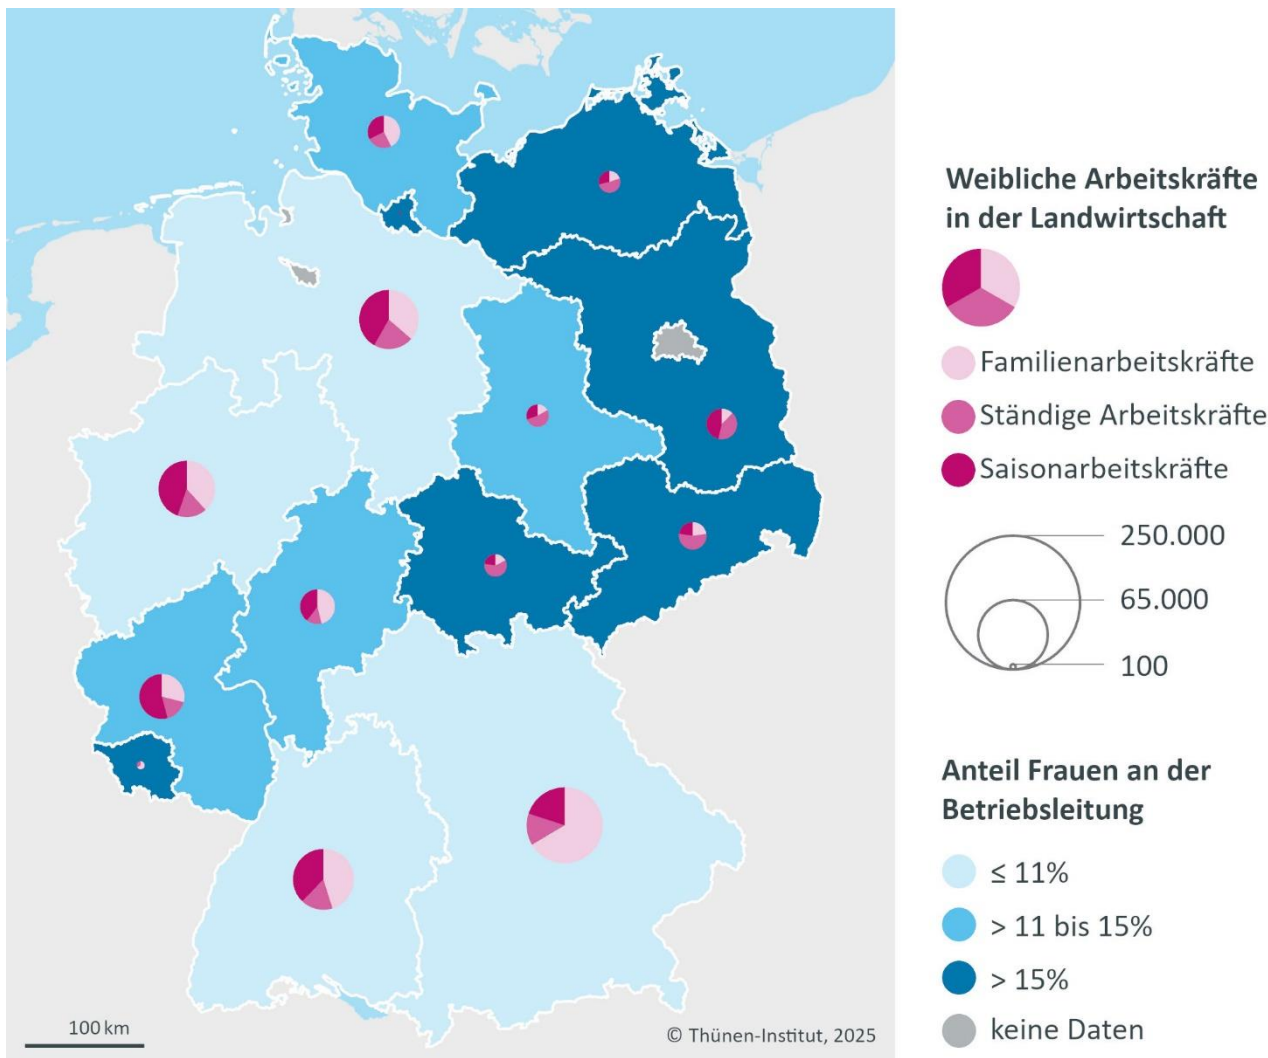 Weibliche Arbeitskräfte
in der Landwirtschaft
Familienarbeitskräfte
Ständige Arbeitskräfte
Saisonarbeitskräfte
250.000
65.000
100
Anteil Frauen an der
Betriebsleitung
≤ 11%
> 11 bis 15%
> 15%
keine Daten
100 km
© Thünen-Institut, 2025